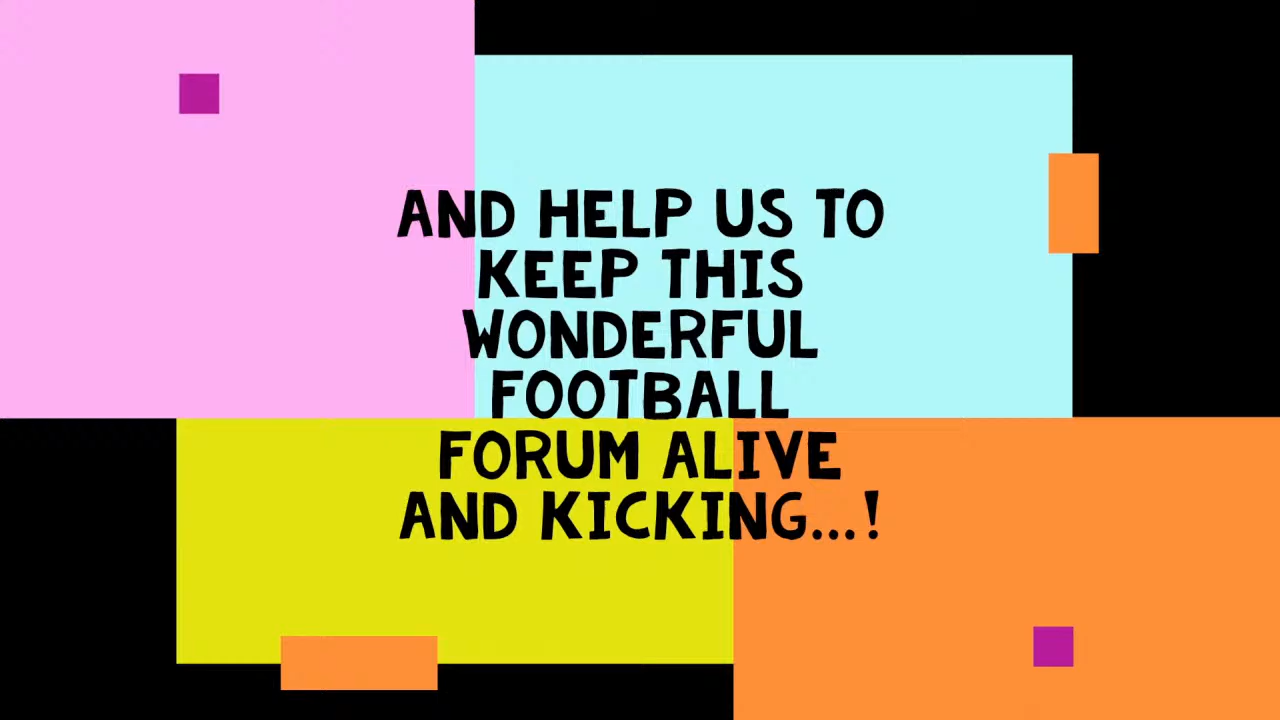 AND HELP US TO
KEEP THIS
WONDERFUL
FOOTBALL
FORUM ALIVE
AND KICKING...!